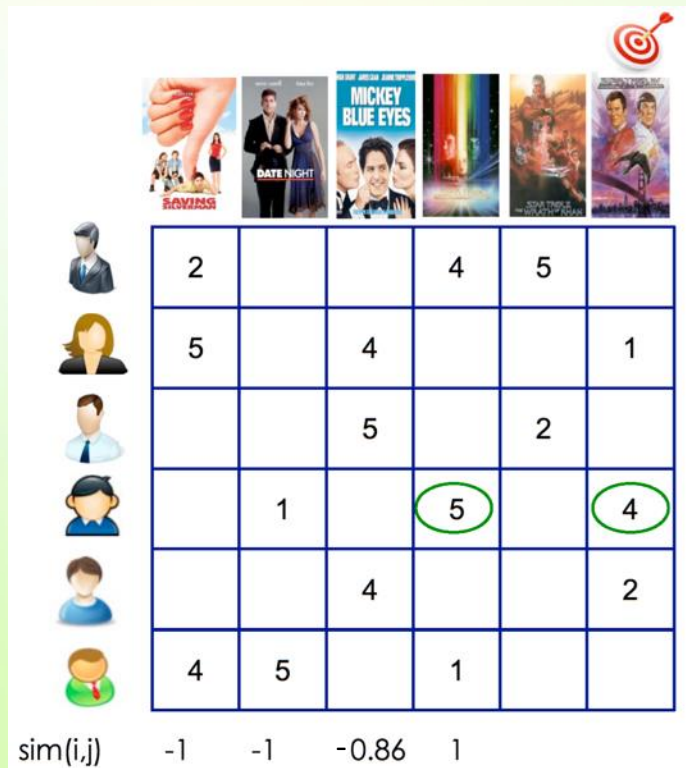 SAVING
SILVERMAN
DATE NIGHT
MICKEY
BLUE EYES
STAR TREK II
THE WRATH OF KHAN
2 4 5
5 4 1
5 2
1 5 4
4 2
4 5 1
sim(i,j) -1 -1 -0.86 1